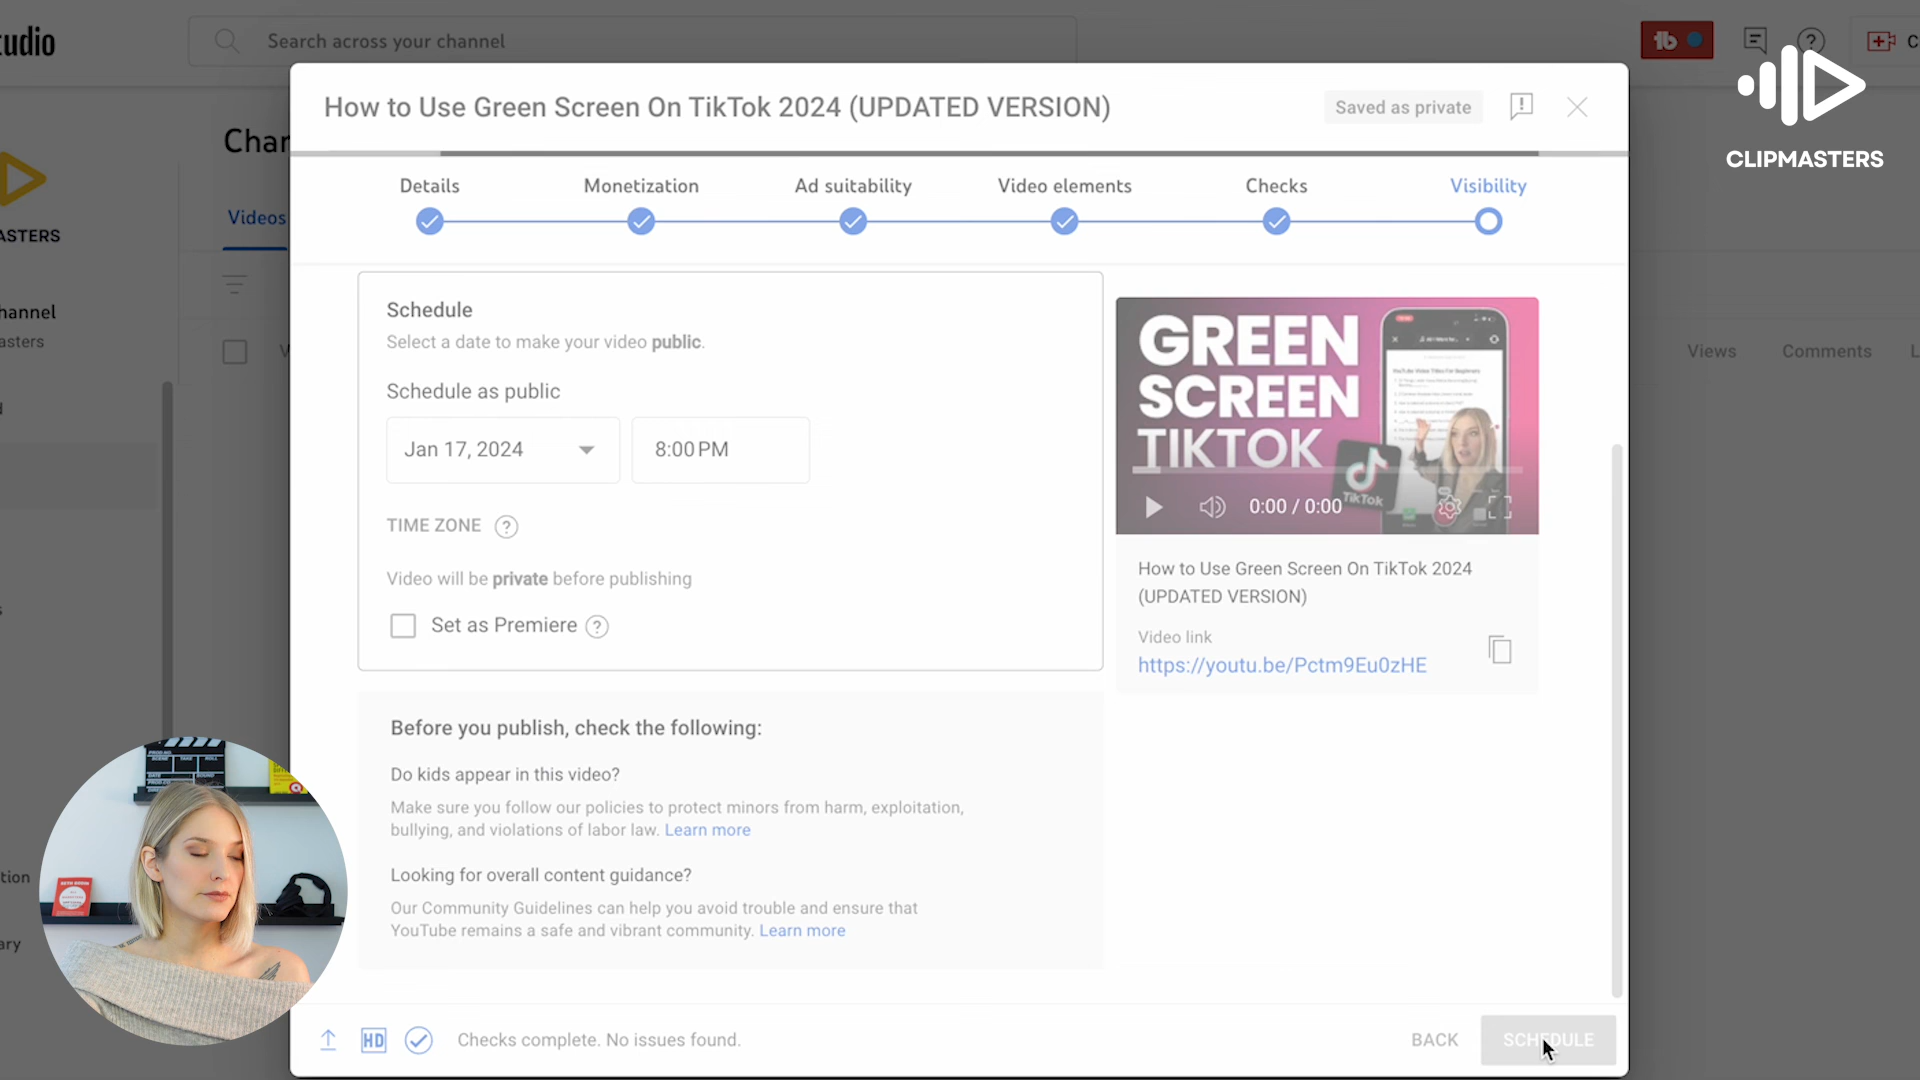 tudio
Search across your channel
CLIPMASTERS
Char
Videos
ASTERS
hannel
asters
Views
Comments
How to Use Green Screen On TikTok 2024 (UPDATED VERSION)
Saved as private
Details
Monetization
Ad suitability
Video elements
Checks
Visibility
Schedule
Select a date to make your video public.
Schedule as public
Jan 17, 2024
8:00 PM
TIME ZONE
Video will be private before publishing
Set as Premiere
GREEN
SCREEN
TIKTOK
TikTok
0:00 / 0:00
How to Use Green Screen On TikTok 2024
(UPDATED VERSION)
Video link
https://youtu.be/Pctm9Eu0zHE
Before you publish, check the following:
Do kids appear in this video?
Make sure you follow our policies to protect minors from harm, exploitation,
bullying, and violations of labor law. Learn more
Looking for overall content guidance?
Our Community Guidelines can help you avoid trouble and ensure that
YouTube remains a safe and vibrant community. Learn more
tion
ary
HD
Checks complete. No issues found.
BACK
SCHEDULE